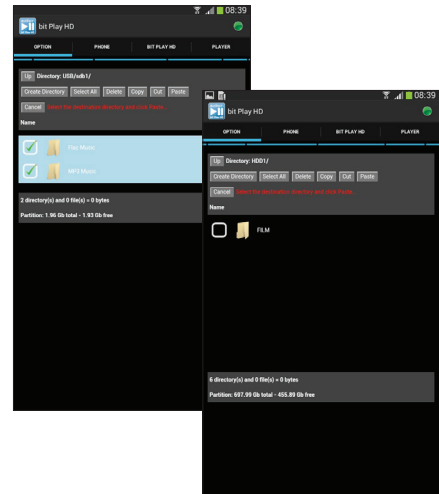 08:39
bit Play HD
OPTION PHONE BIT PLAY HD PLAYER
Up Directory: USB/sdb1/
Create Directory Select All Delete Copy Cut Paste
Cancel Select the destination directory and click Paste.
Name
Flac Music
MP3 Music
2 directory(s) and 0 file(s) = 0 bytes
Partition: 1.96 Gb total - 1.93 Gb free
08:39
bit Play HD
OPTION PHONE BIT PLAY HD PLAYER
Up Directory: HDD1/
Create Directory Select All Delete Copy Cut Paste
Cancel Select the destination directory and click Paste.
Name
FILM
6 directory(s) and 0 file(s) = 0 bytes
Partition: 697.99 Gb total - 455.89 Gb free